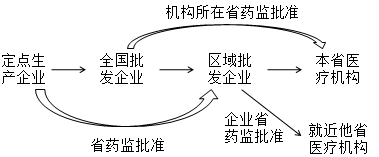 机构所在省药监批准
定点生
产企业
全国批
发企业
区域批
发企业
本省医
疗机构
省药监批准
企业省
药监批准
就近他省
医疗机构